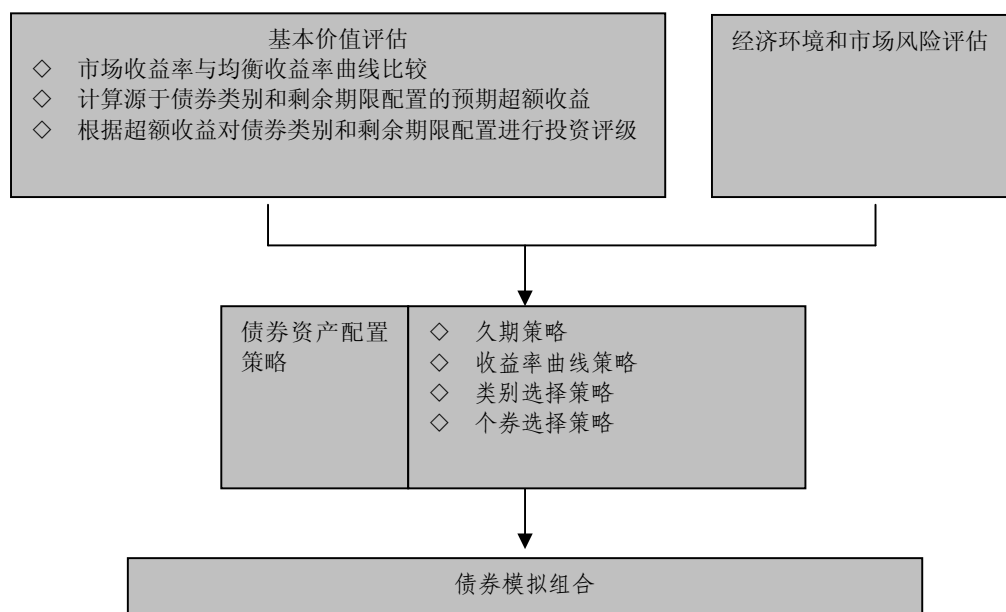 基本价值评估
◇ 市场收益率与均衡收益率曲线比较
◇ 计算源于债券类别和剩余期限配置的预期超额收益
◇ 根据超额收益对债券类别和剩余期限配置进行投资评级
经济环境和市场风险评估
债券资产配置
策略
◇ 久期策略
◇ 收益率曲线策略
◇ 类别选择策略
◇ 个券选择策略
债券模拟组合